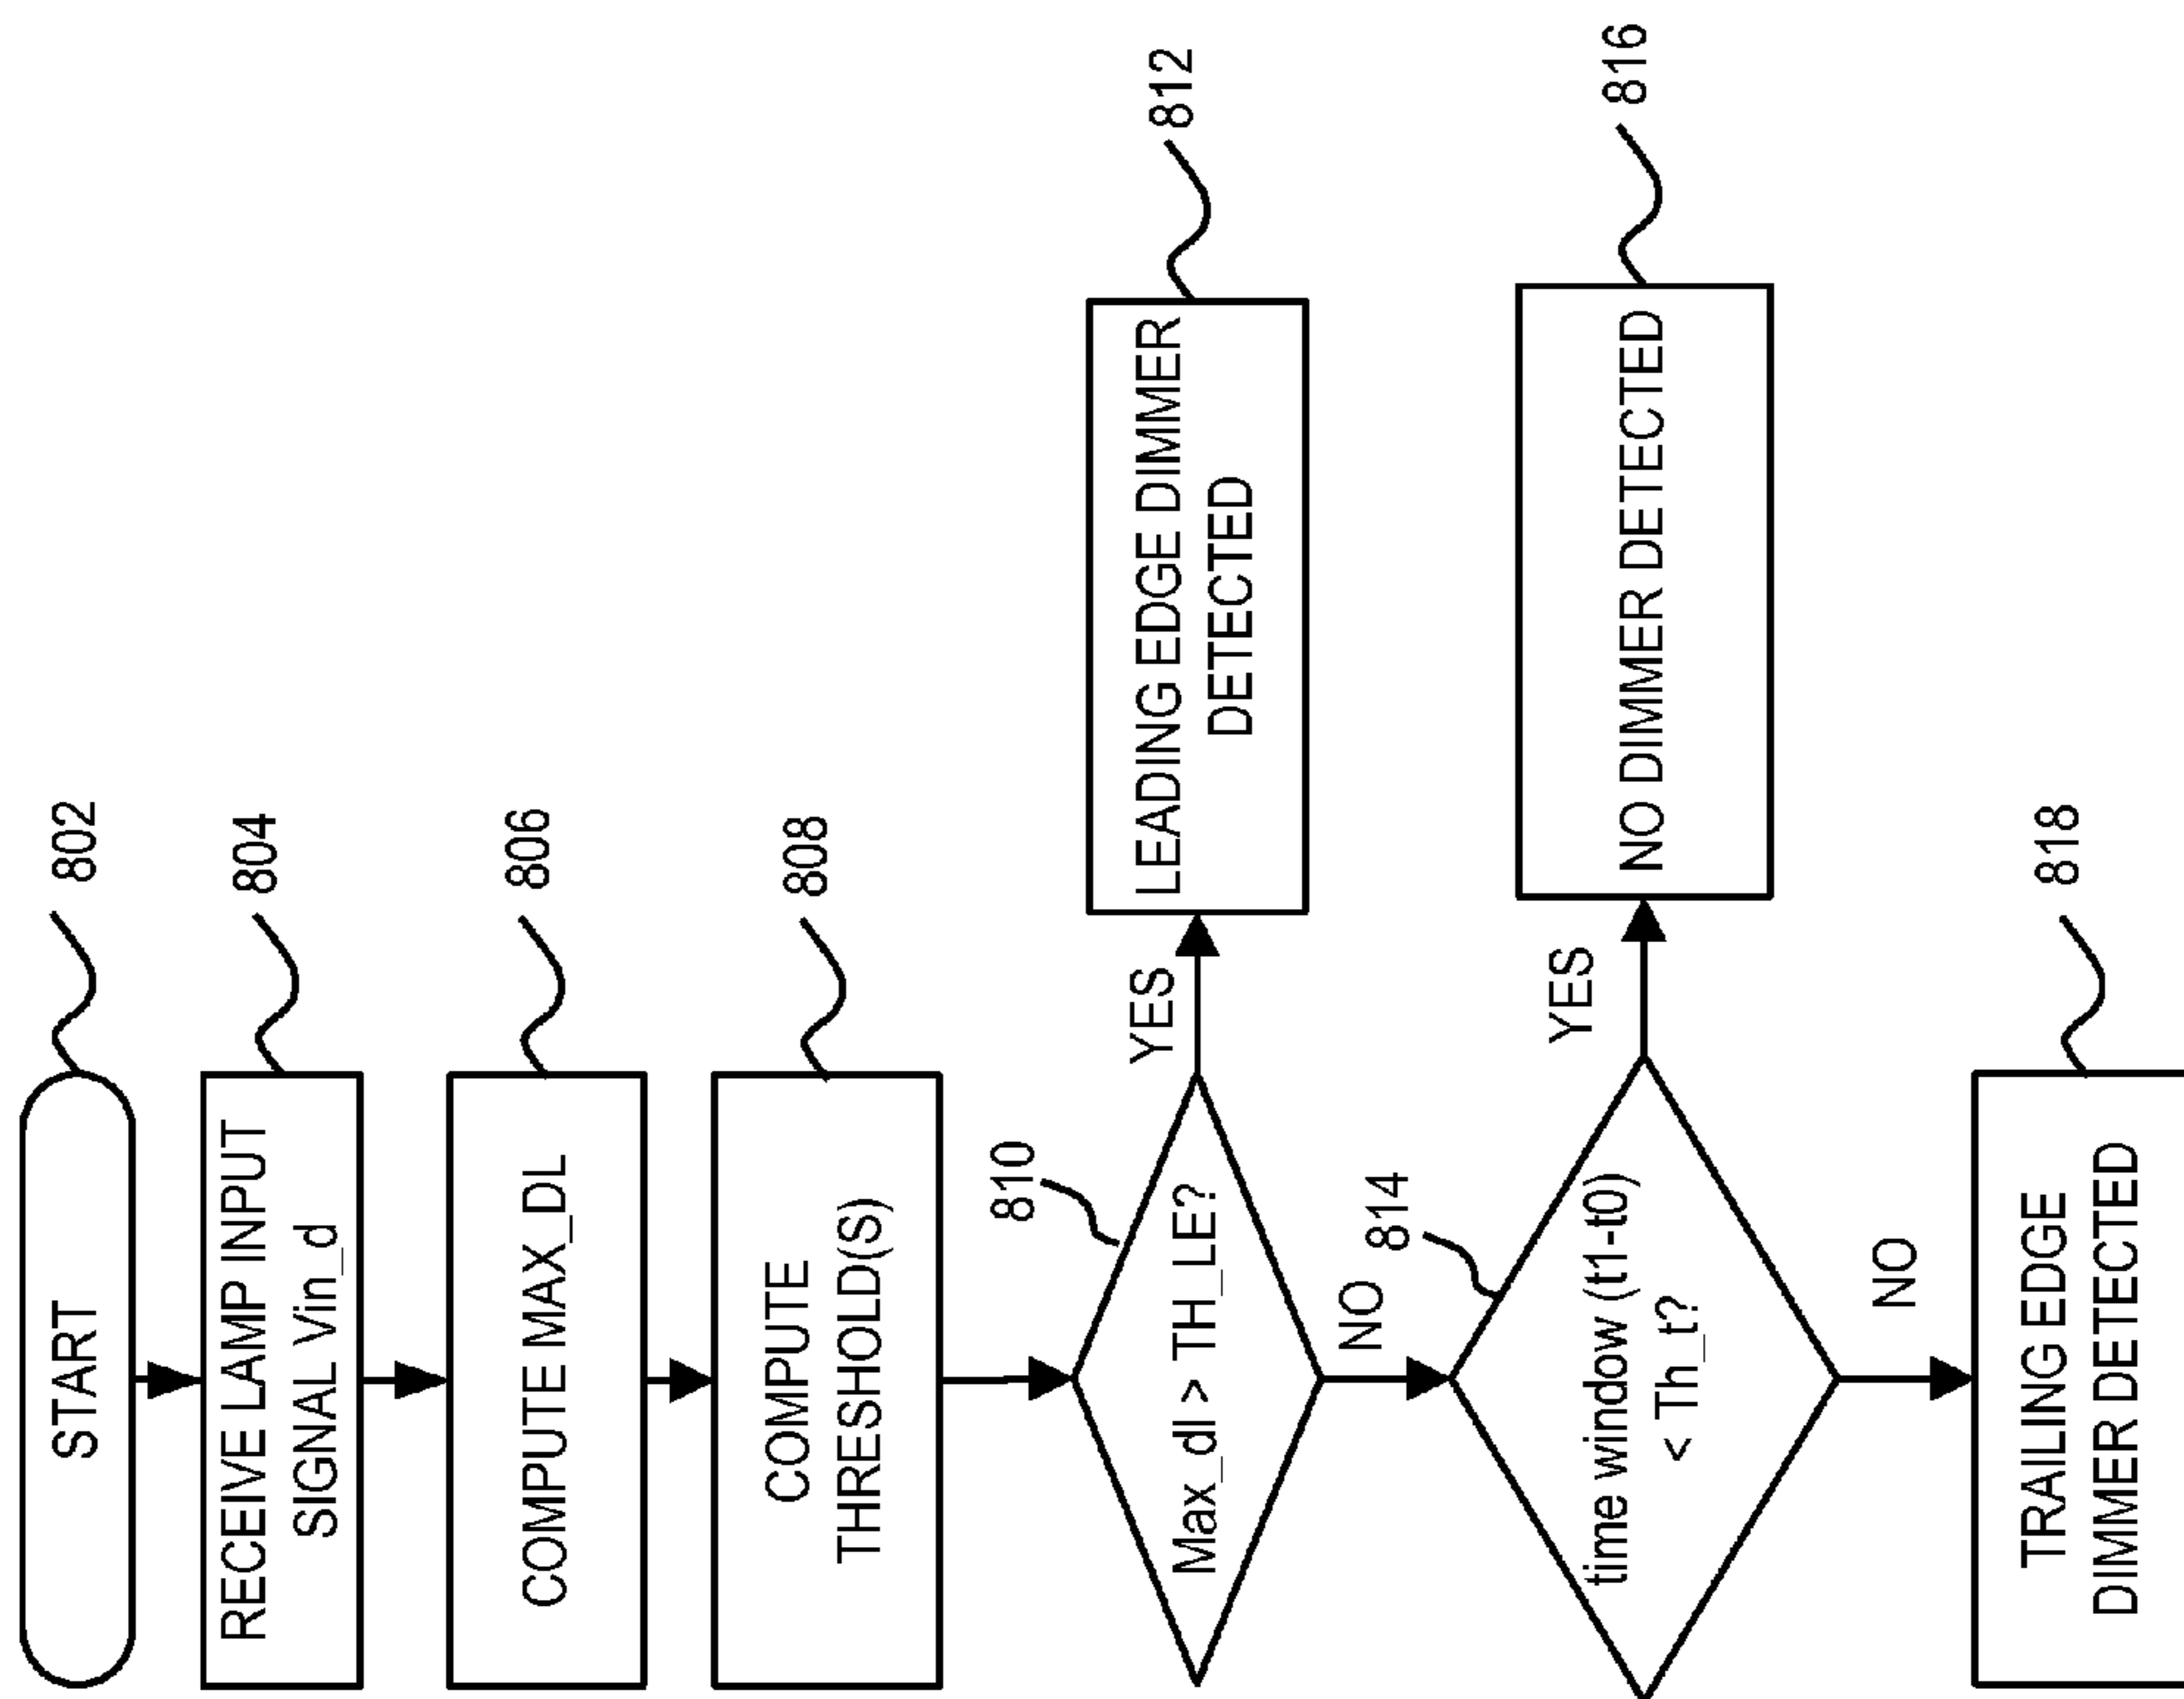 START
802
RECEIVE LAMP INPUT
SIGNAL Vin_d
804
COMPUTE MAX_DL
806
COMPUTE
THRESHOLD(S)
808
Max_dl > TH_LE?
810
YES
LEADING EDGE DIMMER
DETECTED
812
NO
time window (t1-t0)
< Th_t?
814
YES
NO DIMMER DETECTED
816
NO
TRAILING EDGE
DIMMER DETECTED
818